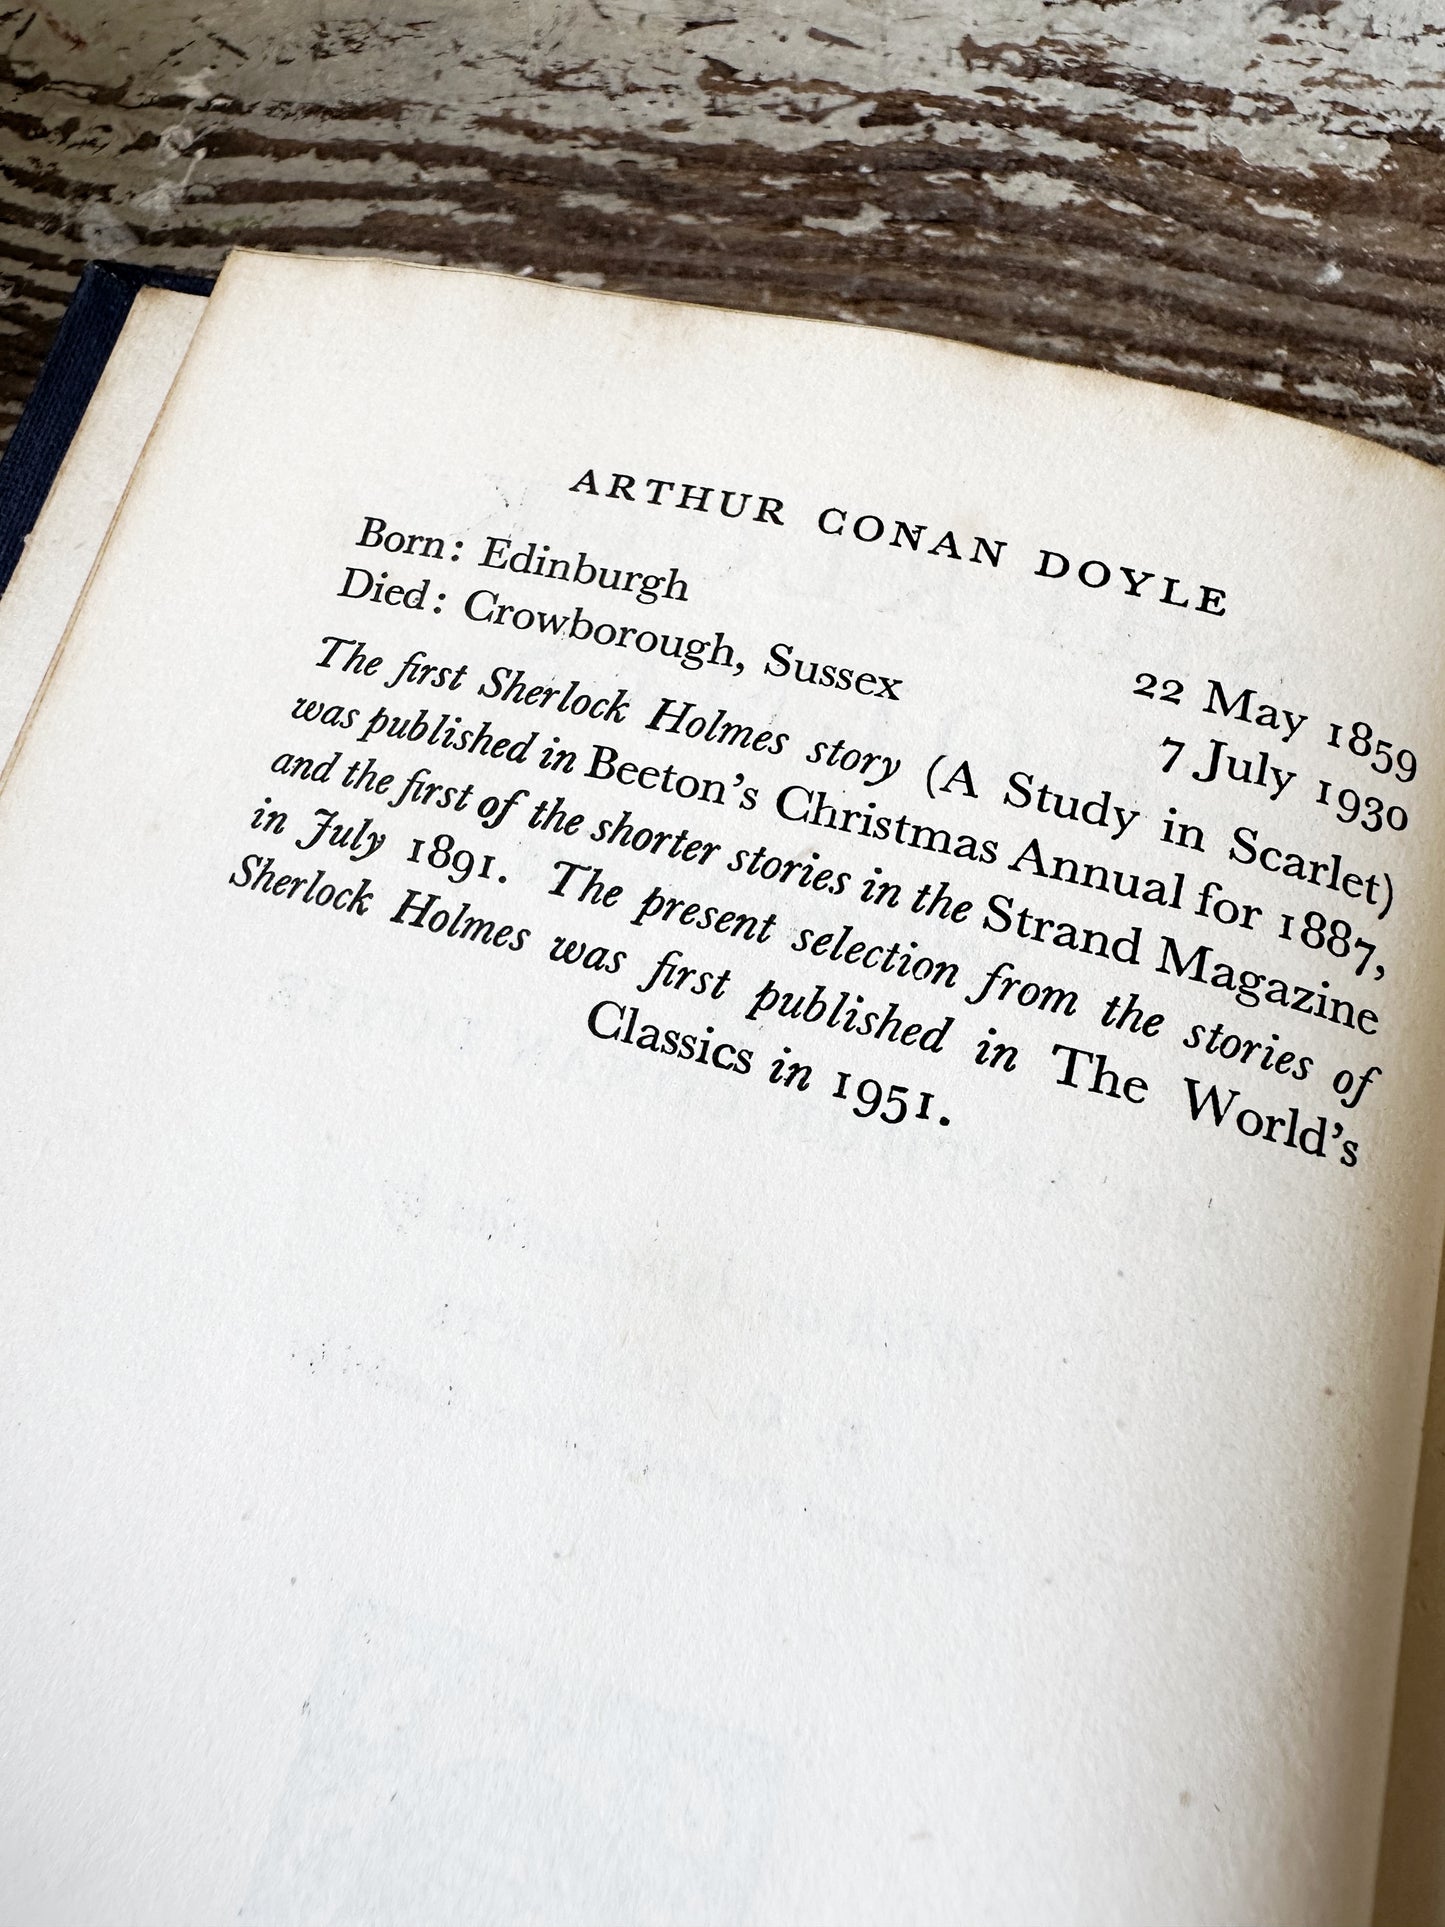 ARTHUR CONAN DOYLE
Born: Edinburgh 22 May 1859
Died: Crowborough, Sussex 7 July 1930
The first Sherlock Holmes story (A Study in Scarlet)
was published in Beeton's Christmas Annual for 1887,
and the first of the shorter stories in the Strand Magazine
in July 1891. The present selection from the stories of
Sherlock Holmes was first published in The World's
Classics in 1951.